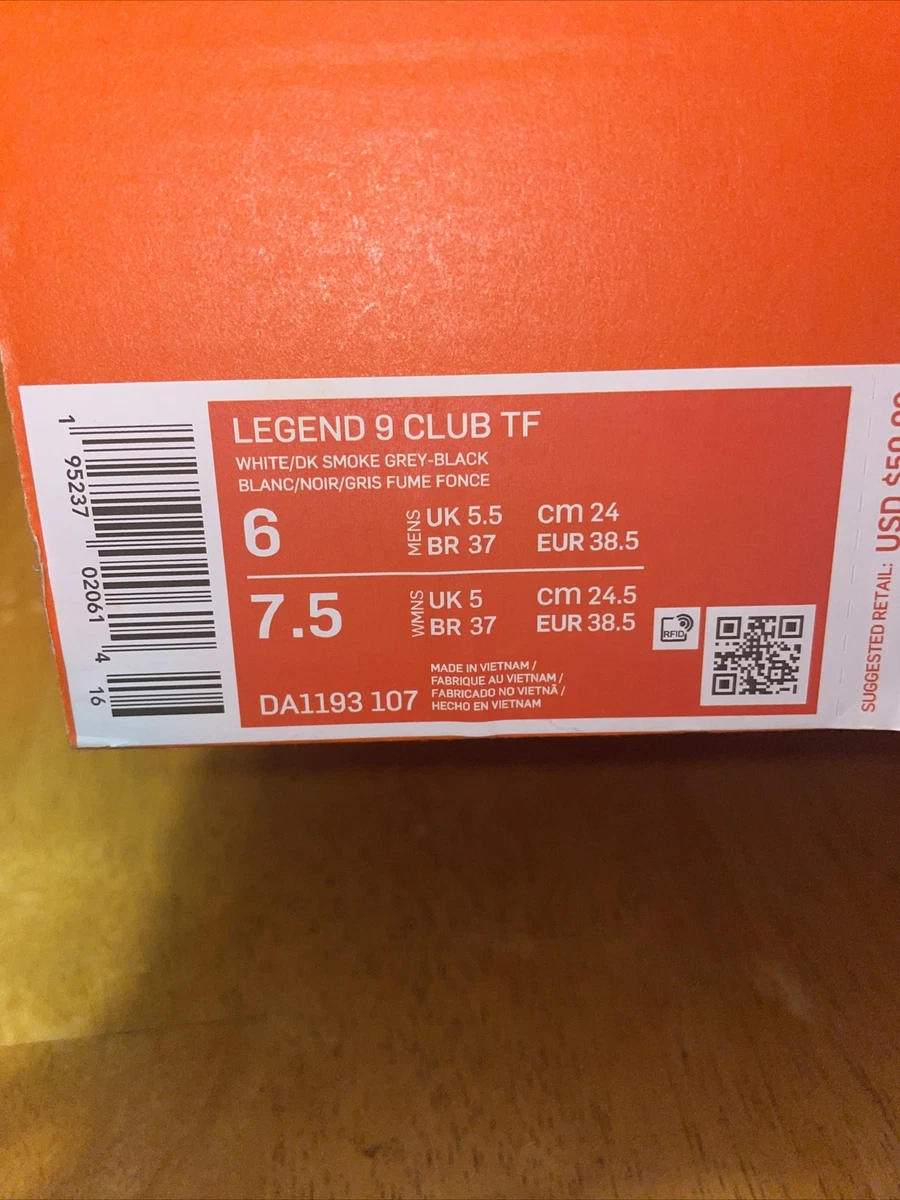 LEGEND 9 CLUB TF
WHITE/DK SMOKE GREY-BLACK
BLANC/NOIR/GRIS FUME FONCE
6
MENS
UK 5.5
cm 24
BR 37
EUR 38.5
7.5
WMNS
UK 5
cm 24.5
BR 37
EUR 38.5
DA1193 107
MADE IN VIETNAM /
FABRIQUE AU VIETNAM /
FABRICADO NO VIETNÃ /
HECHO EN VIETNAM
RFID
1 95237 02061 4 16
SUGGESTED RETAIL: USD